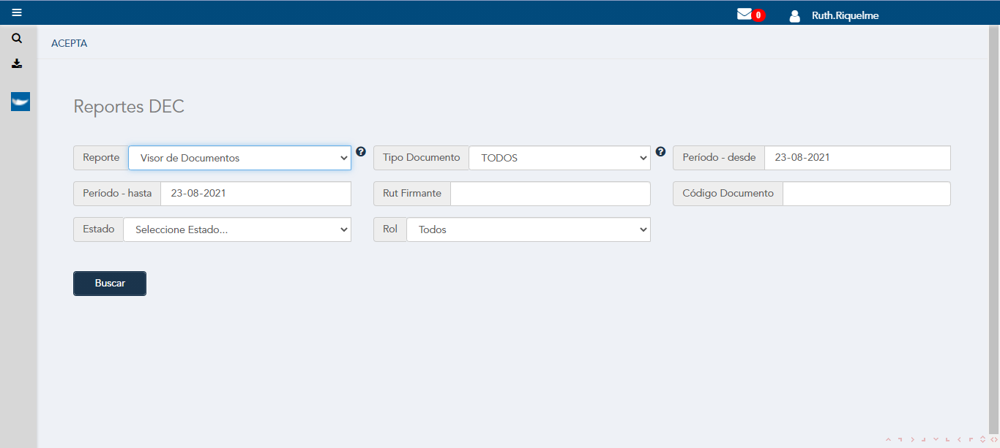 0 Ruth.Riquelme
ACEPTA
Reportes DEC
Reporte Visor de Documentos Tipo Documento TODOS Período - desde 23-08-2021
Período - hasta 23-08-2021 Rut Firmante Código Documento
Estado Seleccione Estado... Rol Todos
Buscar